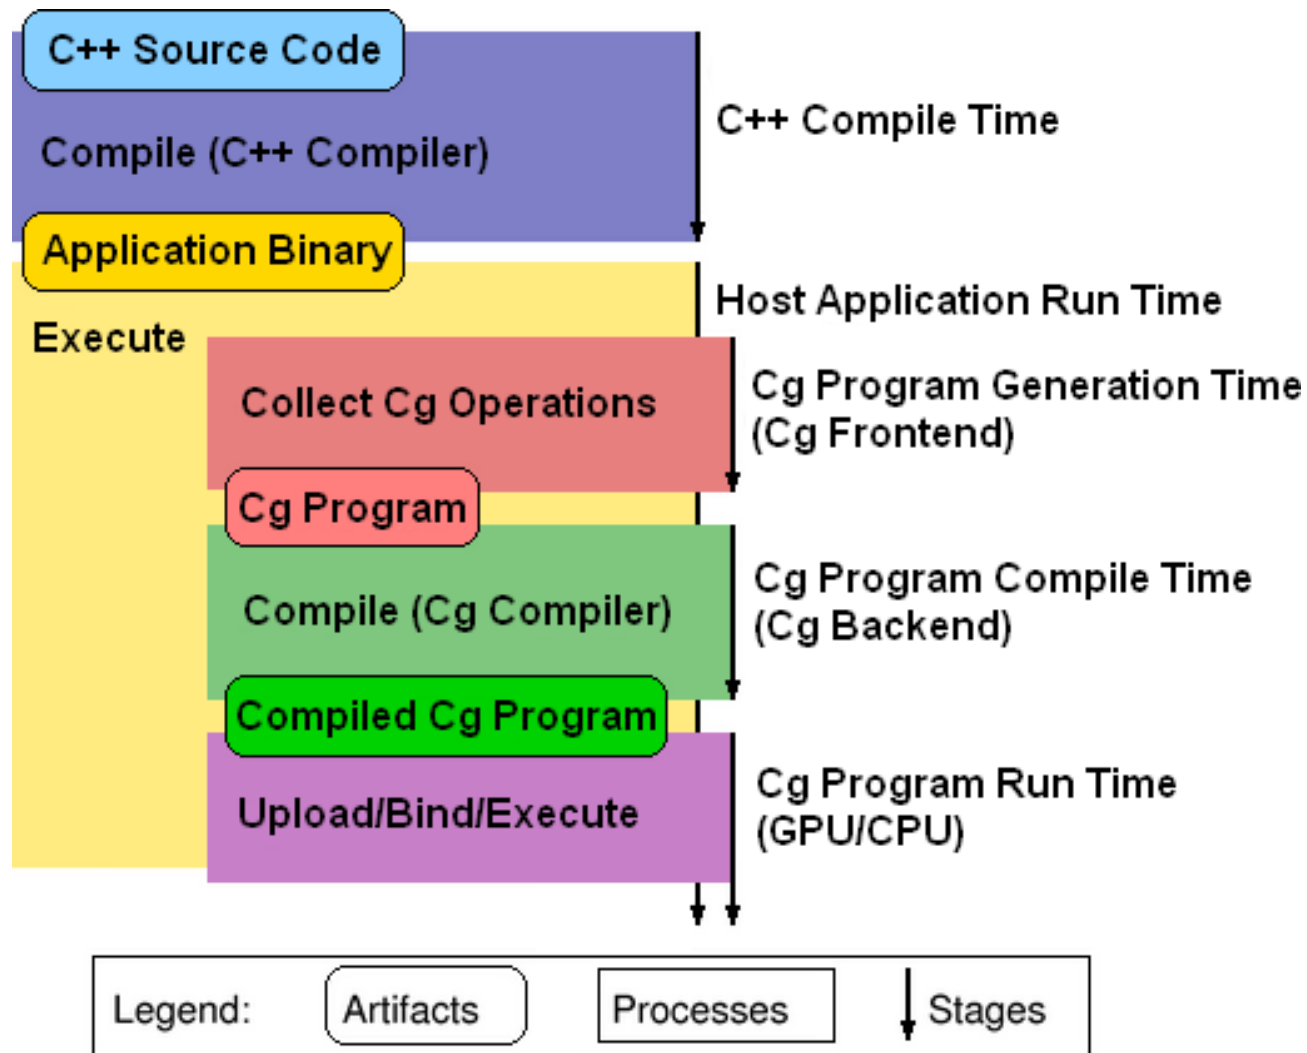 C++ Source Code
C++ Compile Time
Compile (C++ Compiler)
Application Binary
Host Application Run Time
Execute
Cg Program Generation Time
(Cg Frontend)
Collect Cg Operations
Cg Program
Cg Program Compile Time
(Cg Backend)
Compile (Cg Compiler)
Compiled Cg Program
Cg Program Run Time
(GPU/CPU)
Upload/Bind/Execute
Legend: Artifacts Processes Stages